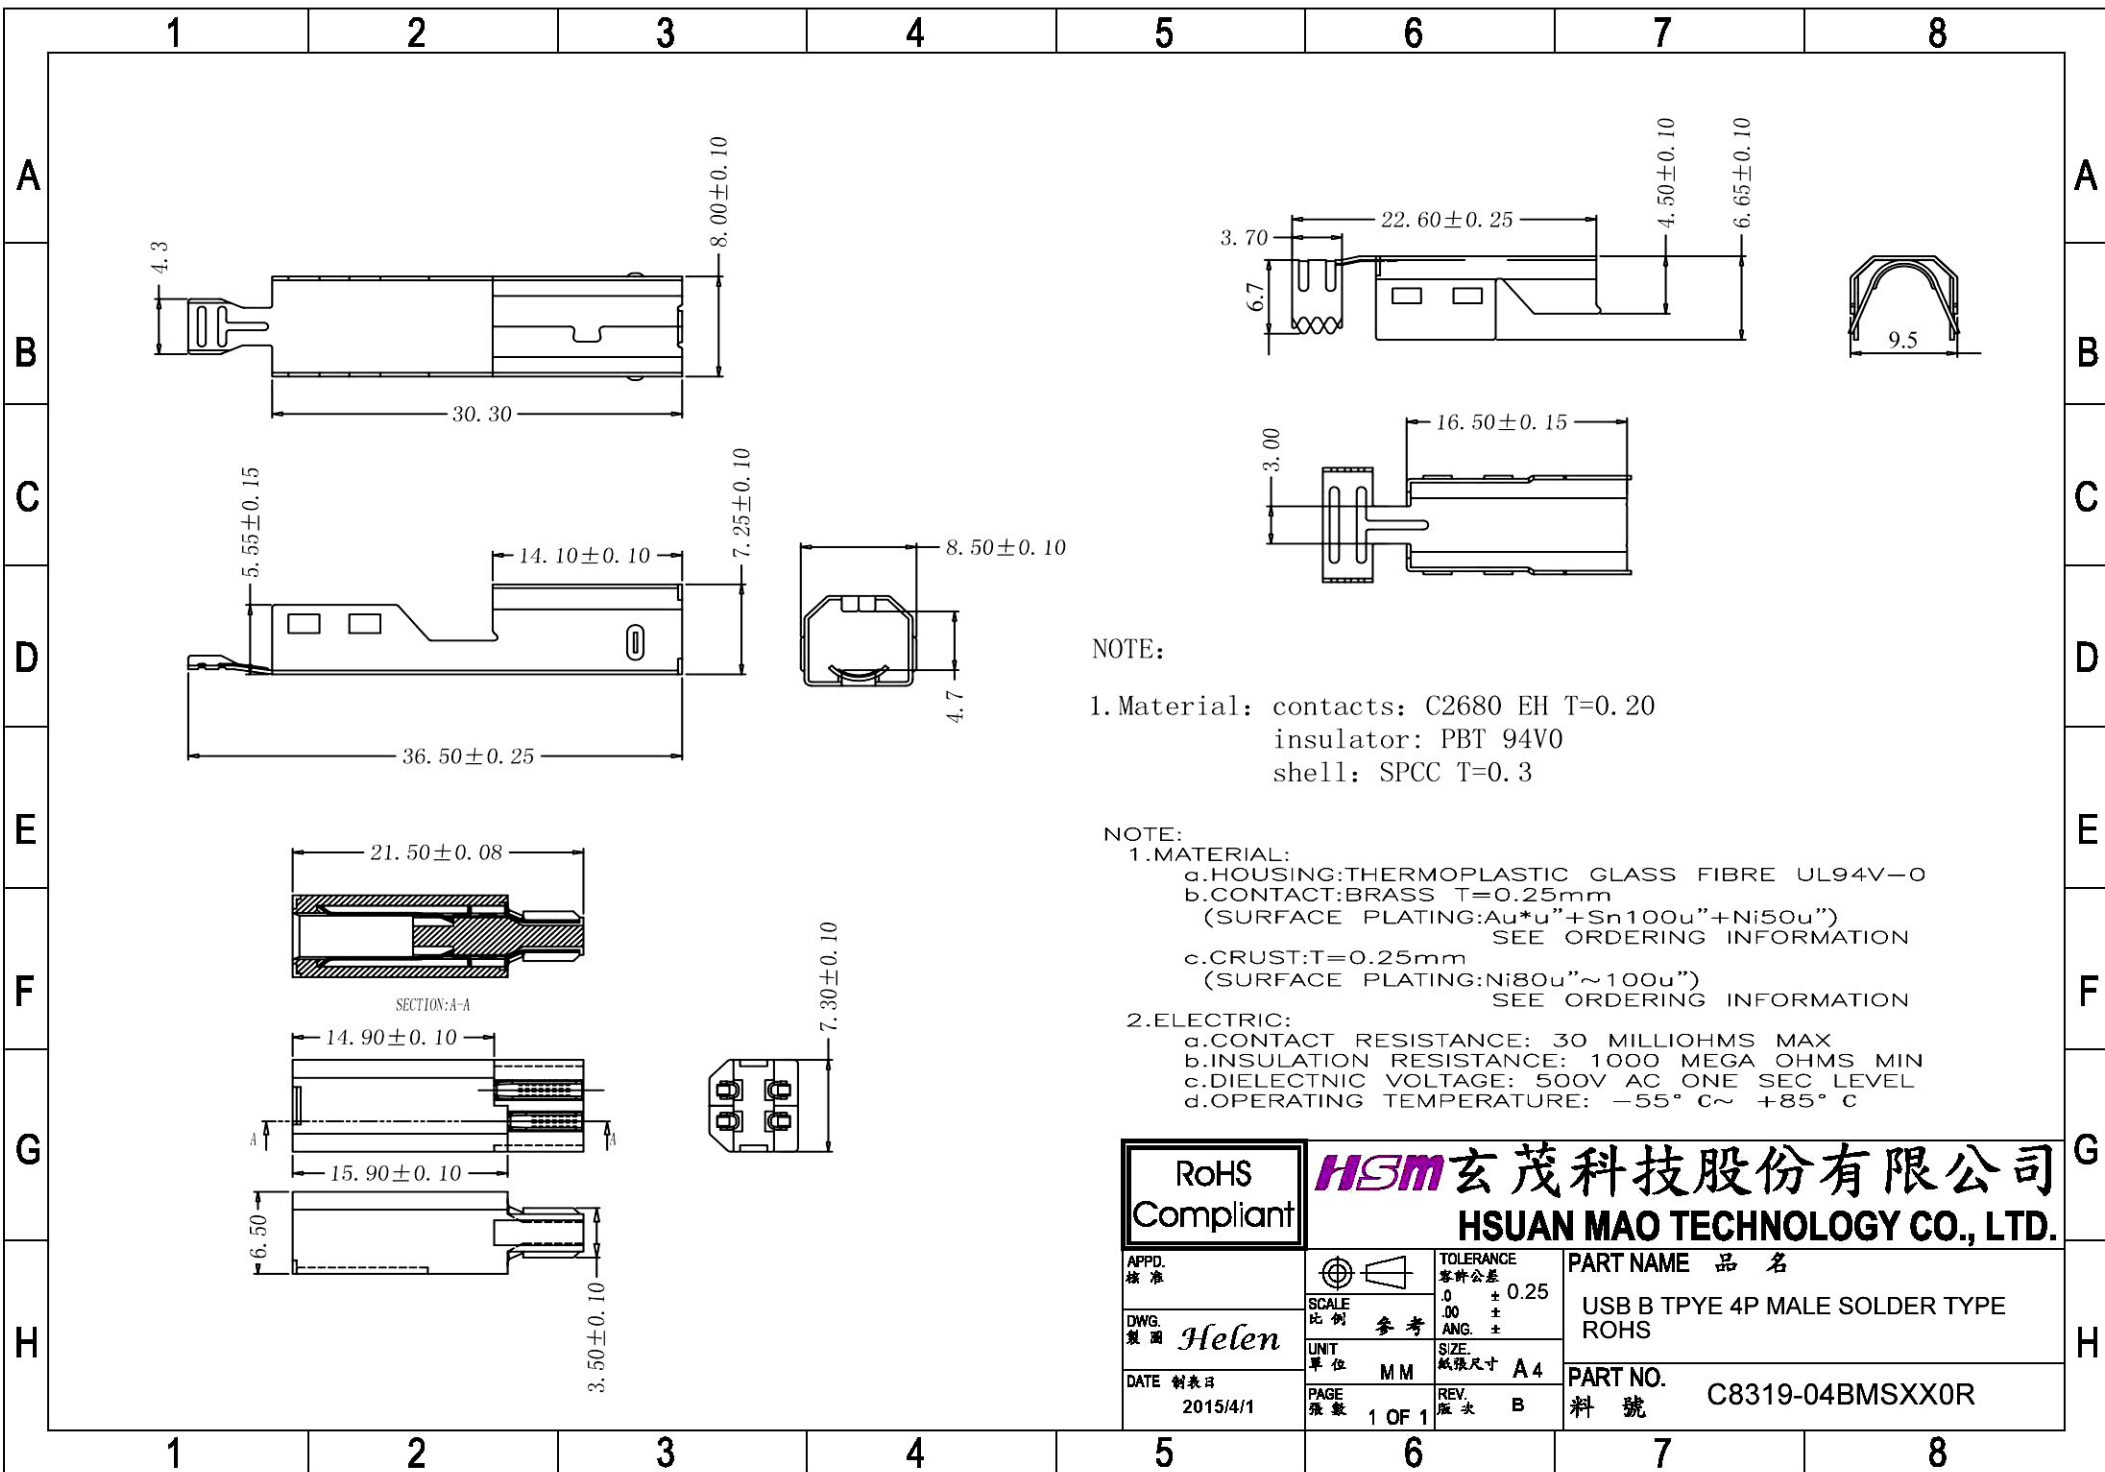 1 2 3 4 5 6 7 8
A
B
C
D
E
F
G
H
A
B
C
D
E
F
G
H
4.3
8.00±0.10
30.30
5.55±0.15
14.10±0.10
7.25±0.10
36.50±0.25
8.50±0.10
4.7
22.60±0.25
3.70
6.7
4.50±0.10
6.65±0.10
9.5
16.50±0.15
3.00
21.50±0.08
SECTION:A-A
14.90±0.10
A A
15.90±0.10
7.30±0.10
6.50
3.50±0.10
NOTE:
1.Material: contacts: C2680 EH T=0.20
insulator: PBT 94V0
shell: SPCC T=0.3
NOTE:
1.MATERIAL:
a.HOUSING:THERMOPLASTIC GLASS FIBRE UL94V-0
b.CONTACT:BRASS T=0.25mm
(SURFACE PLATING:Au*u"+Sn100u"+Ni50u")
SEE ORDERING INFORMATION
c.CRUST:T=0.25mm
(SURFACE PLATING:Ni80u"~100u")
SEE ORDERING INFORMATION
2.ELECTRIC:
a.CONTACT RESISTANCE: 30 MILLIOHMS MAX
b.INSULATION RESISTANCE: 1000 MEGA OHMS MIN
c.DIELECTNIC VOLTAGE: 500V AC ONE SEC LEVEL
d.OPERATING TEMPERATURE: -55° C~ +85° C
RoHS
Compliant
HSM 玄茂科技股份有限公司
HSUAN MAO TECHNOLOGY CO., LTD.
APPD.
核 准
DWG.
製 圖 Helen
DATE 制表日
2015/4/1
SCALE
比 例 參 考
UNIT
單 位 MM
PAGE
張 數 1 OF 1
TOLERANCE
容許公差
.0 ± 0.25
.00 ±
ANG. ±
SIZE.
紙張尺寸 A4
REV.
版 次 B
PART NAME 品 名
USB B TPYE 4P MALE SOLDER TYPE
ROHS
PART NO.
料 號 C8319-04BMSXX0R
1 2 3 4 5 6 7 8